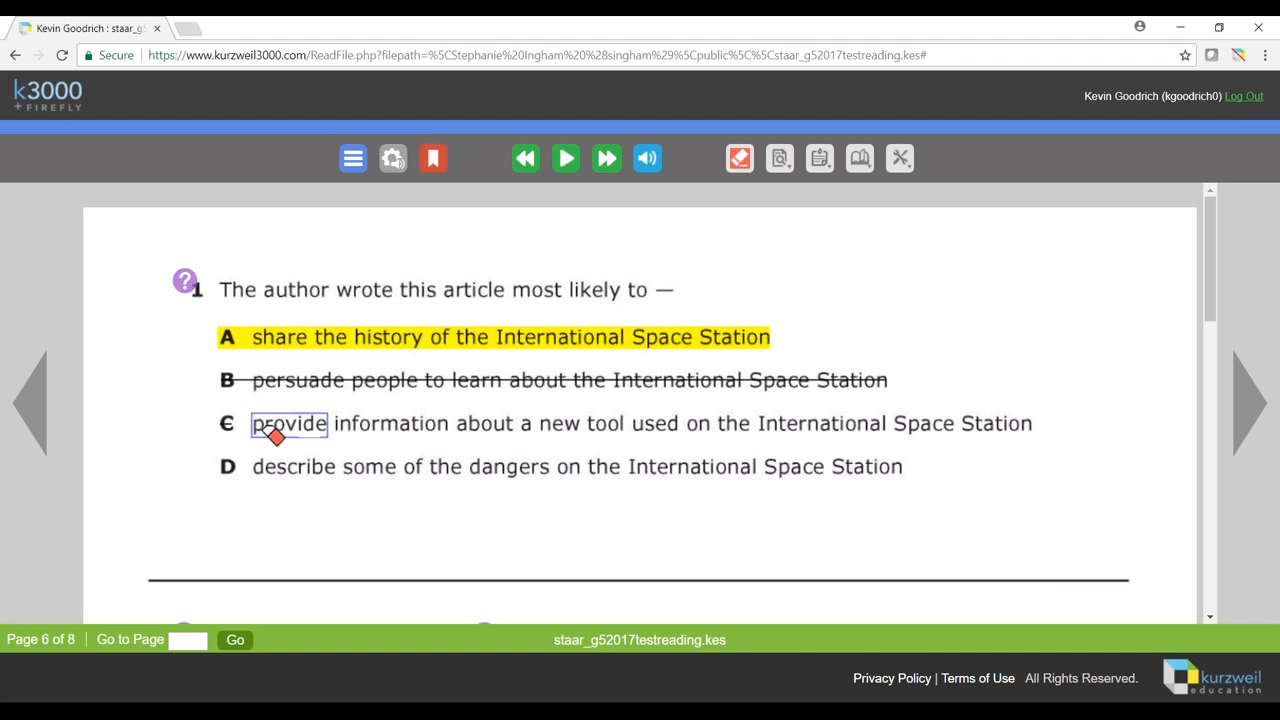 Kevin Goodrich : staar_g5
Secure https://www.kurzweil3000.com/ReadFile.php?filepath=%5CStephanie%20Ingham%20%28singham%29%5Cpublic%5C%5Cstaar_g52017testreading.kes#
k3000
+FIREFLY
Kevin Goodrich (kgoodrich0) Log Out
?
1 The author wrote this article most likely to —
A share the history of the International Space Station
B persuade people to learn about the International Space Station
C provide information about a new tool used on the International Space Station
D describe some of the dangers on the International Space Station
Page 6 of 8 Go to Page Go staar_g52017testreading.kes
Privacy Policy | Terms of Use All Rights Reserved.
kurzweil
education